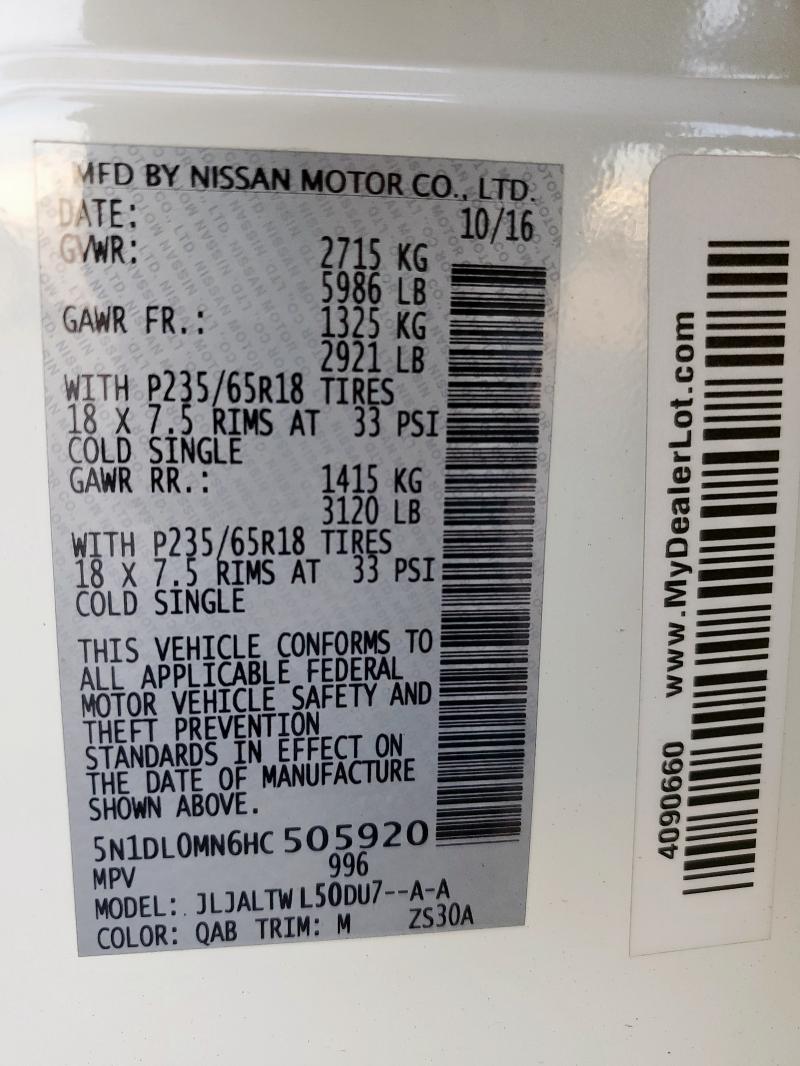 MFD BY NISSAN MOTOR CO., LTD.
DATE: 10/16
GVWR: 2715 KG
5986 LB
GAWR FR.: 1325 KG
2921 LB
WITH P235/65R18 TIRES
18 X 7.5 RIMS AT 33 PSI
COLD SINGLE
GAWR RR.: 1415 KG
3120 LB
WITH P235/65R18 TIRES
18 X 7.5 RIMS AT 33 PSI
COLD SINGLE
THIS VEHICLE CONFORMS TO
ALL APPLICABLE FEDERAL
MOTOR VEHICLE SAFETY AND
THEFT PREVENTION
STANDARDS IN EFFECT ON
THE DATE OF MANUFACTURE
SHOWN ABOVE.
5N1DL0MN6HC 505920
MPV 996
MODEL: JLJALTW L50DU7--A-A
COLOR: QAB TRIM: M ZS30A
4090660 www.MyDealerLot.com